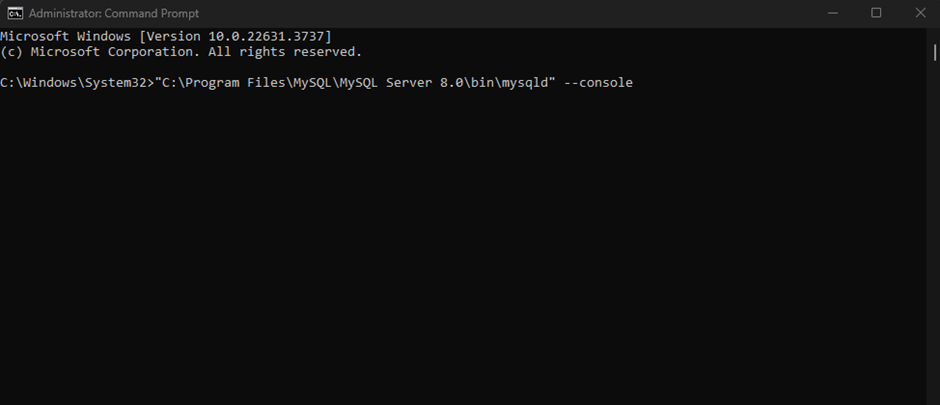 Administrator: Command Prompt
Microsoft Windows [Version 10.0.22631.3737]
(c) Microsoft Corporation. All rights reserved.
C:\Windows\System32>"C:\Program Files\MySQL\MySQL Server 8.0\bin\mysqld" --console